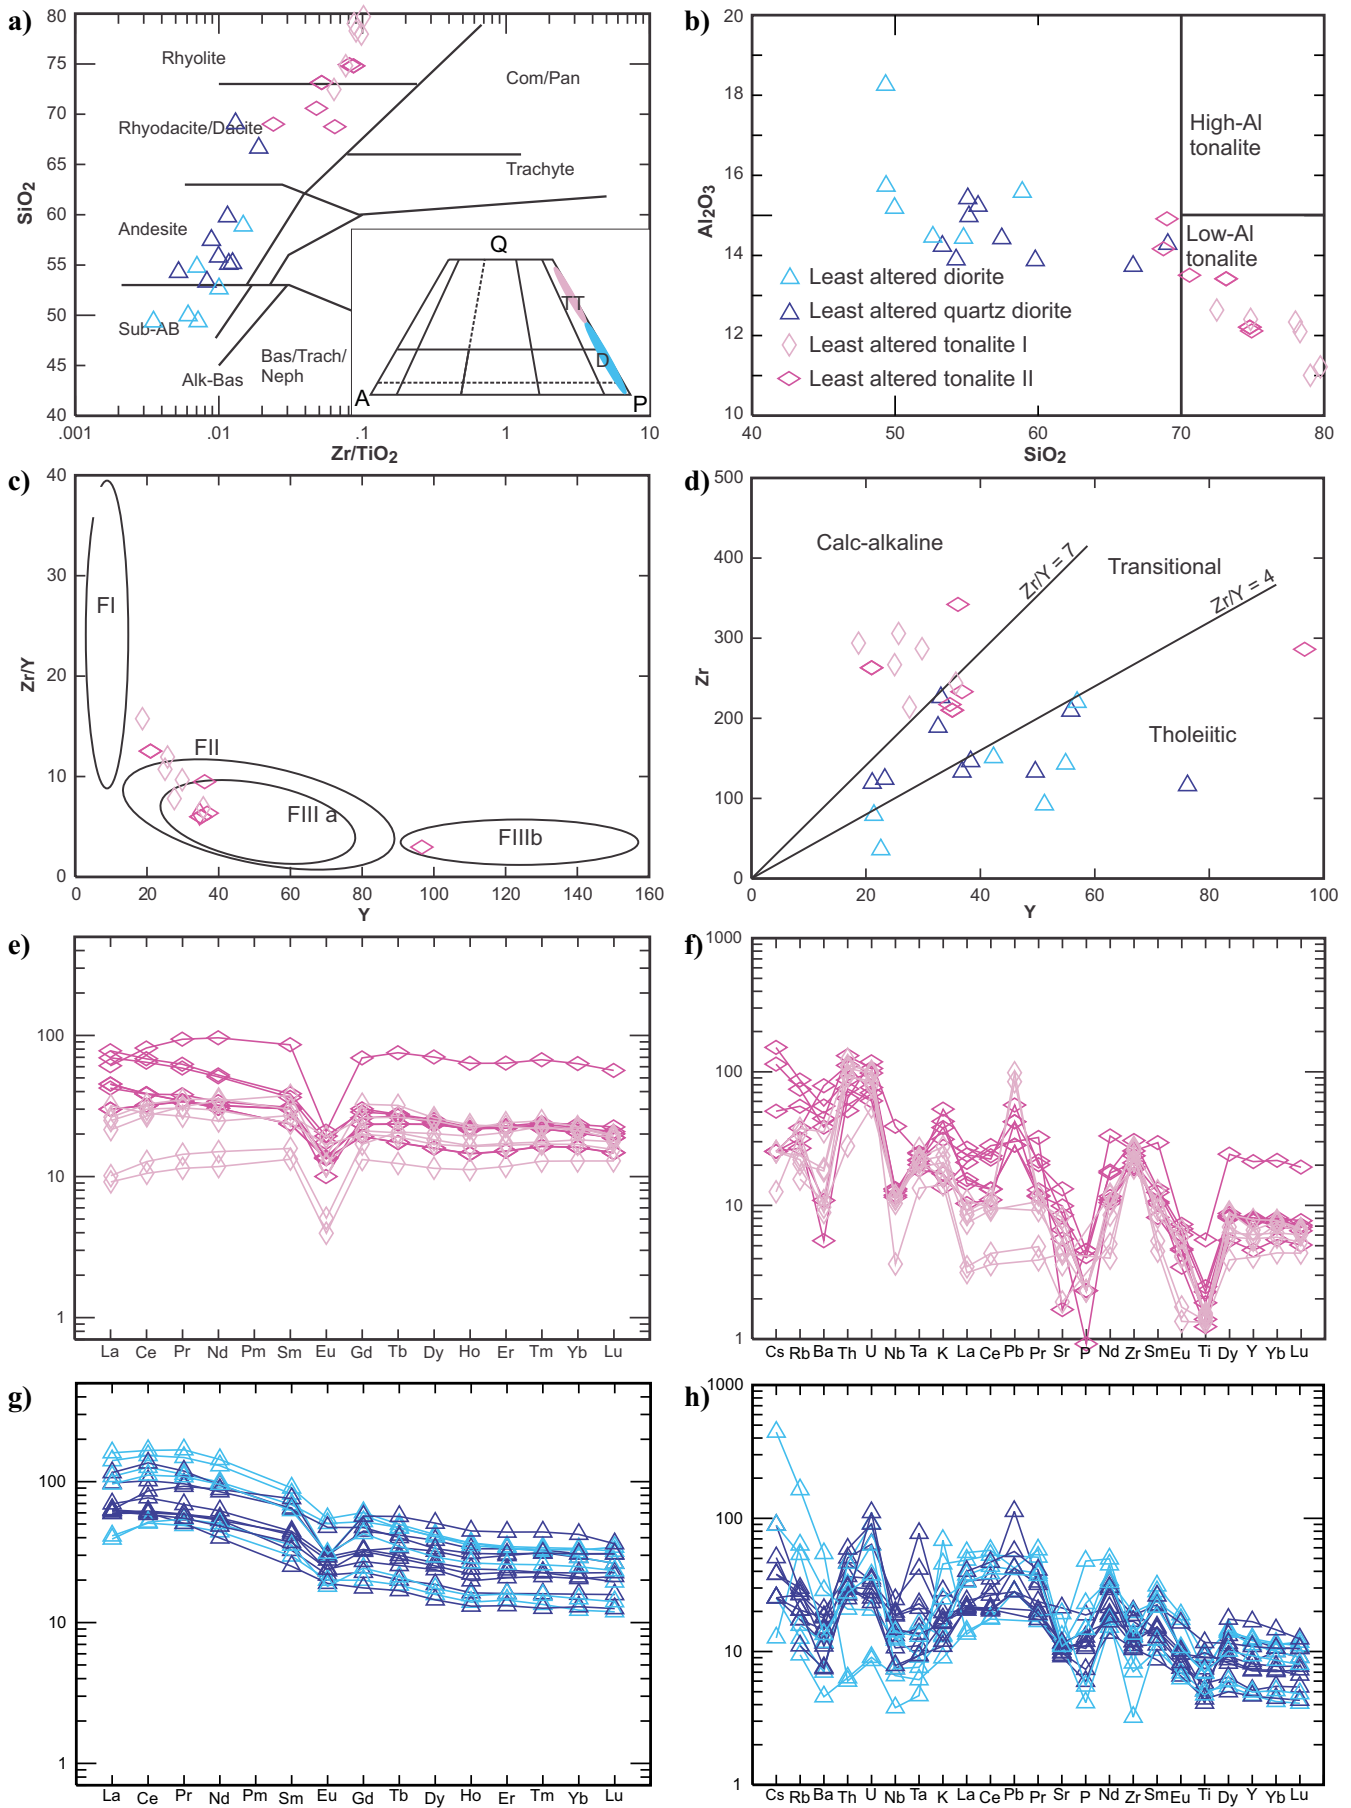 a)
80
75
70
65
60
55
50
45
40
SiO2
Rhyolite
Com/Pan
Rhyodacite/Dacite
Trachyte
Andesite
Sub-AB
Alk-Bas
Bas/Trach/
Neph
Q
TT
D
A
P
.001
.01
.1
1
10
Zr/TiO2
b)
20
18
16
14
12
10
Al2O3
High-Al
tonalite
Low-Al
tonalite
Least altered diorite
Least altered quartz diorite
Least altered tonalite I
Least altered tonalite II
40
50
60
70
80
SiO2
c)
40
30
20
10
0
Zr/Y
FI
FII
FIII a
FIIIb
0
20
40
60
80
100
120
140
160
Y
d)
500
400
300
200
100
0
Zr
Calc-alkaline
Zr/Y = 7
Transitional
Zr/Y = 4
Tholeiitic
0
20
40
60
80
100
Y
e)
100
10
1
La Ce Pr Nd Pm Sm Eu Gd Tb Dy Ho Er Tm Yb Lu
f)
1000
100
10
1
Cs Rb Ba Th U Nb Ta K La Ce Pb Pr Sr P Nd Zr Sm Eu Ti Dy Y Yb Lu
g)
100
10
1
La Ce Pr Nd Pm Sm Eu Gd Tb Dy Ho Er Tm Yb Lu
h)
1000
100
10
1
Cs Rb Ba Th U Nb Ta K La Ce Pb Pr Sr P Nd Zr Sm Eu Ti Dy Y Yb Lu